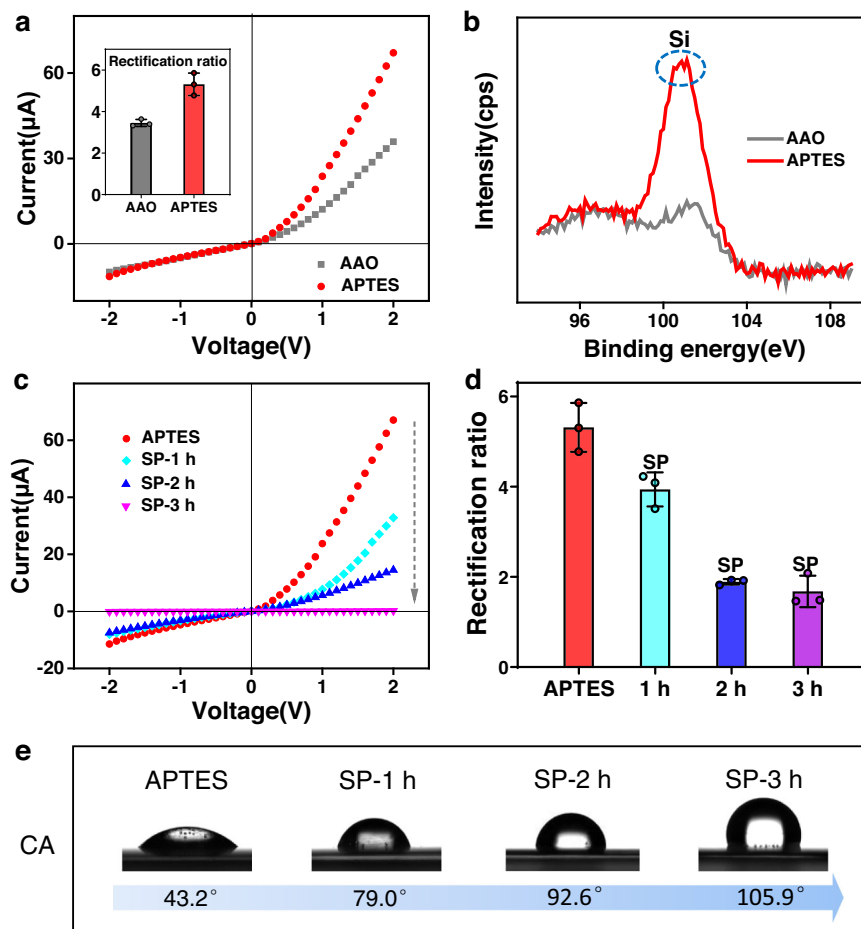 a
Current(μA)
60
30
0
-2
-1
0
1
2
Voltage(V)
AAO
APTES
Rectification ratio
6
4
2
0
AAO
APTES
b
Intensity(cps)
Si
AAO
APTES
96
100
104
108
Binding energy(eV)
c
Current(μA)
60
40
20
0
-20
APTES
SP-1 h
SP-2 h
SP-3 h
-2
-1
0
1
2
Voltage(V)
d
Rectification ratio
6
4
2
0
SP
SP
SP
APTES
1 h
2 h
3 h
e
APTES
SP-1 h
SP-2 h
SP-3 h
CA
43.2°
79.0°
92.6°
105.9°